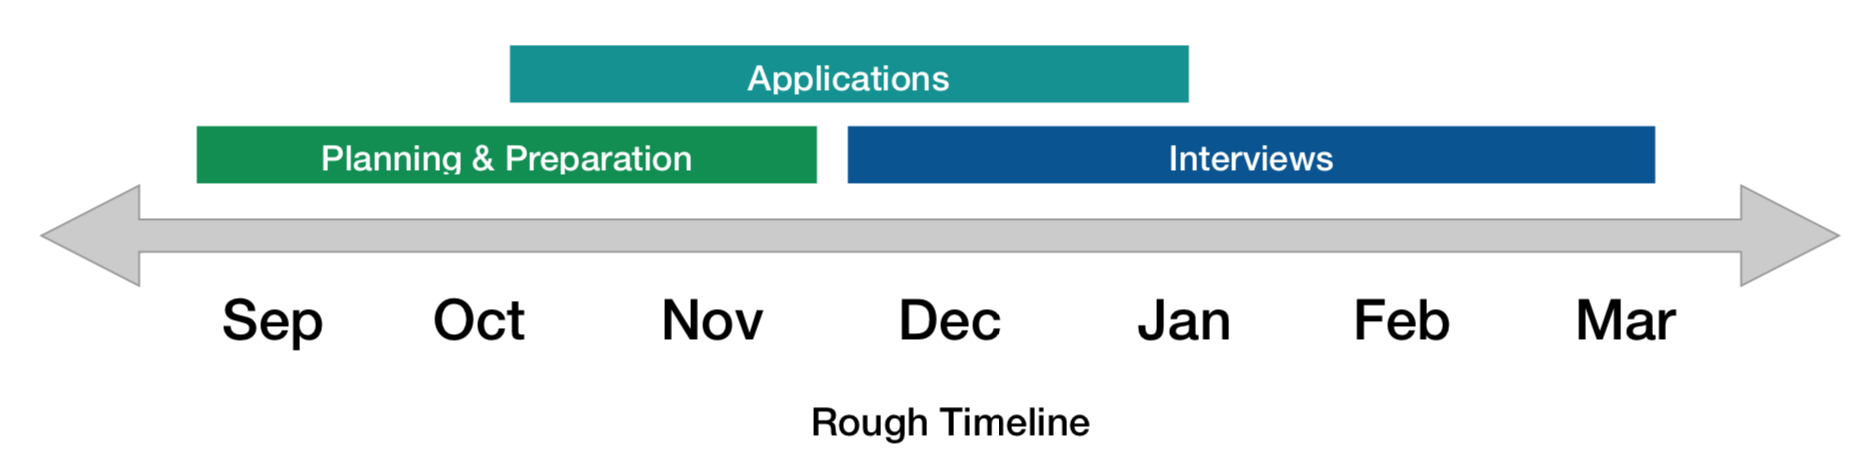 Applications
Planning & Preparation
Interviews
Sep Oct Nov Dec Jan Feb Mar
Rough Timeline